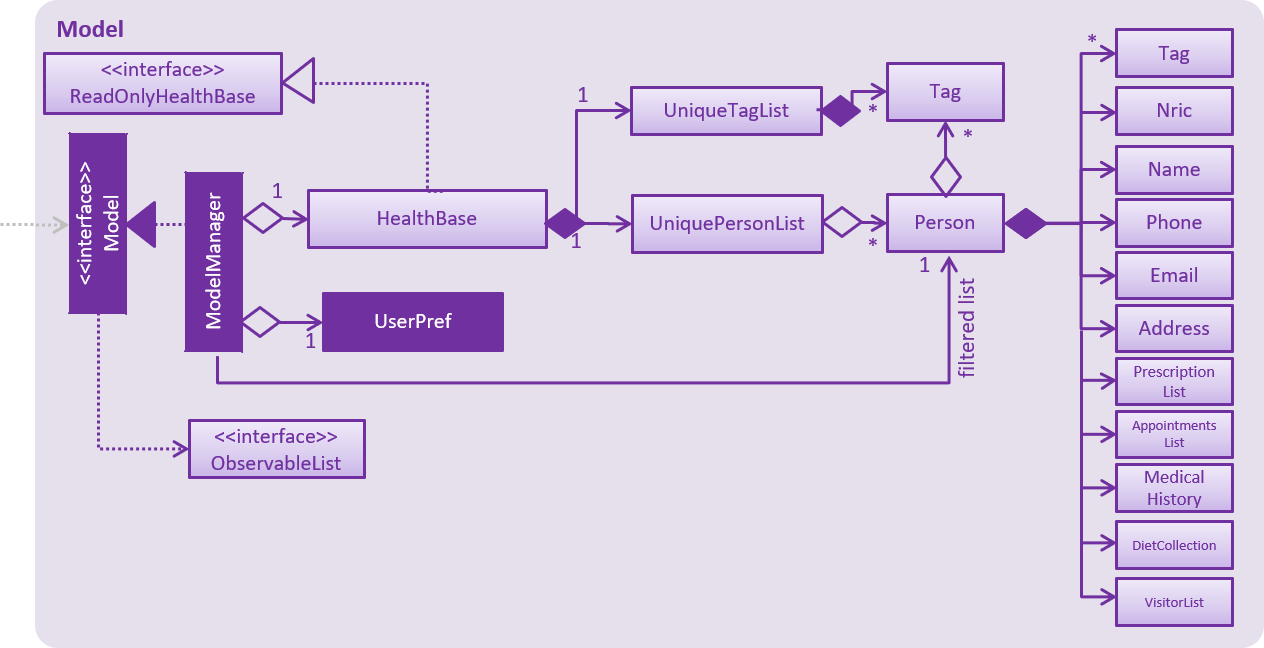 Model
<<interface>>
ReadOnlyHealthBase
<<interface>>
Model
ModelManager
1
HealthBase
1
1
UniqueTagList
*
Tag
*
UniquePersonList
*
Person
1
filtered list
1
UserPref
<<interface>>
ObservableList
*
Tag
Nric
Name
Phone
Email
Address
Prescription
List
Appointments
List
Medical
History
DietCollection
VisitorList